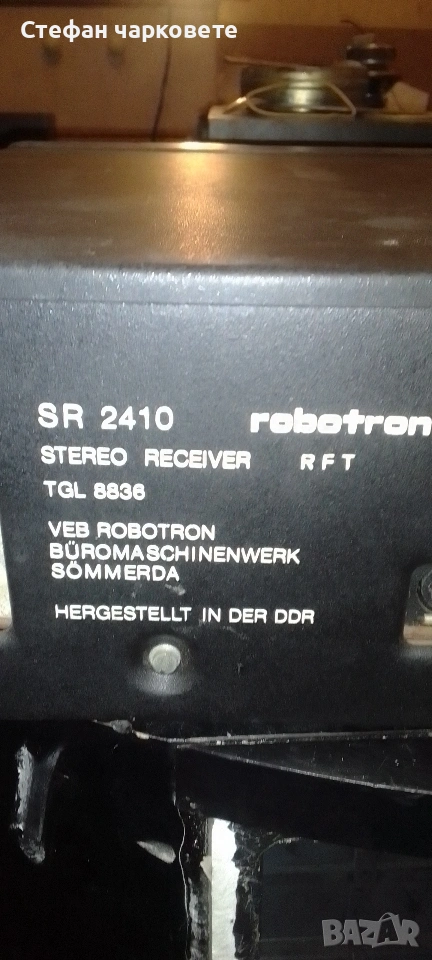 Стефан чарковете
SR 2410 robotron
STEREO RECEIVER RFT
TGL 8836
VEB ROBOTRON
BÜROMASCHINENWERK
SÖMMERDA
HERGESTELLT IN DER DDR
BAZAR